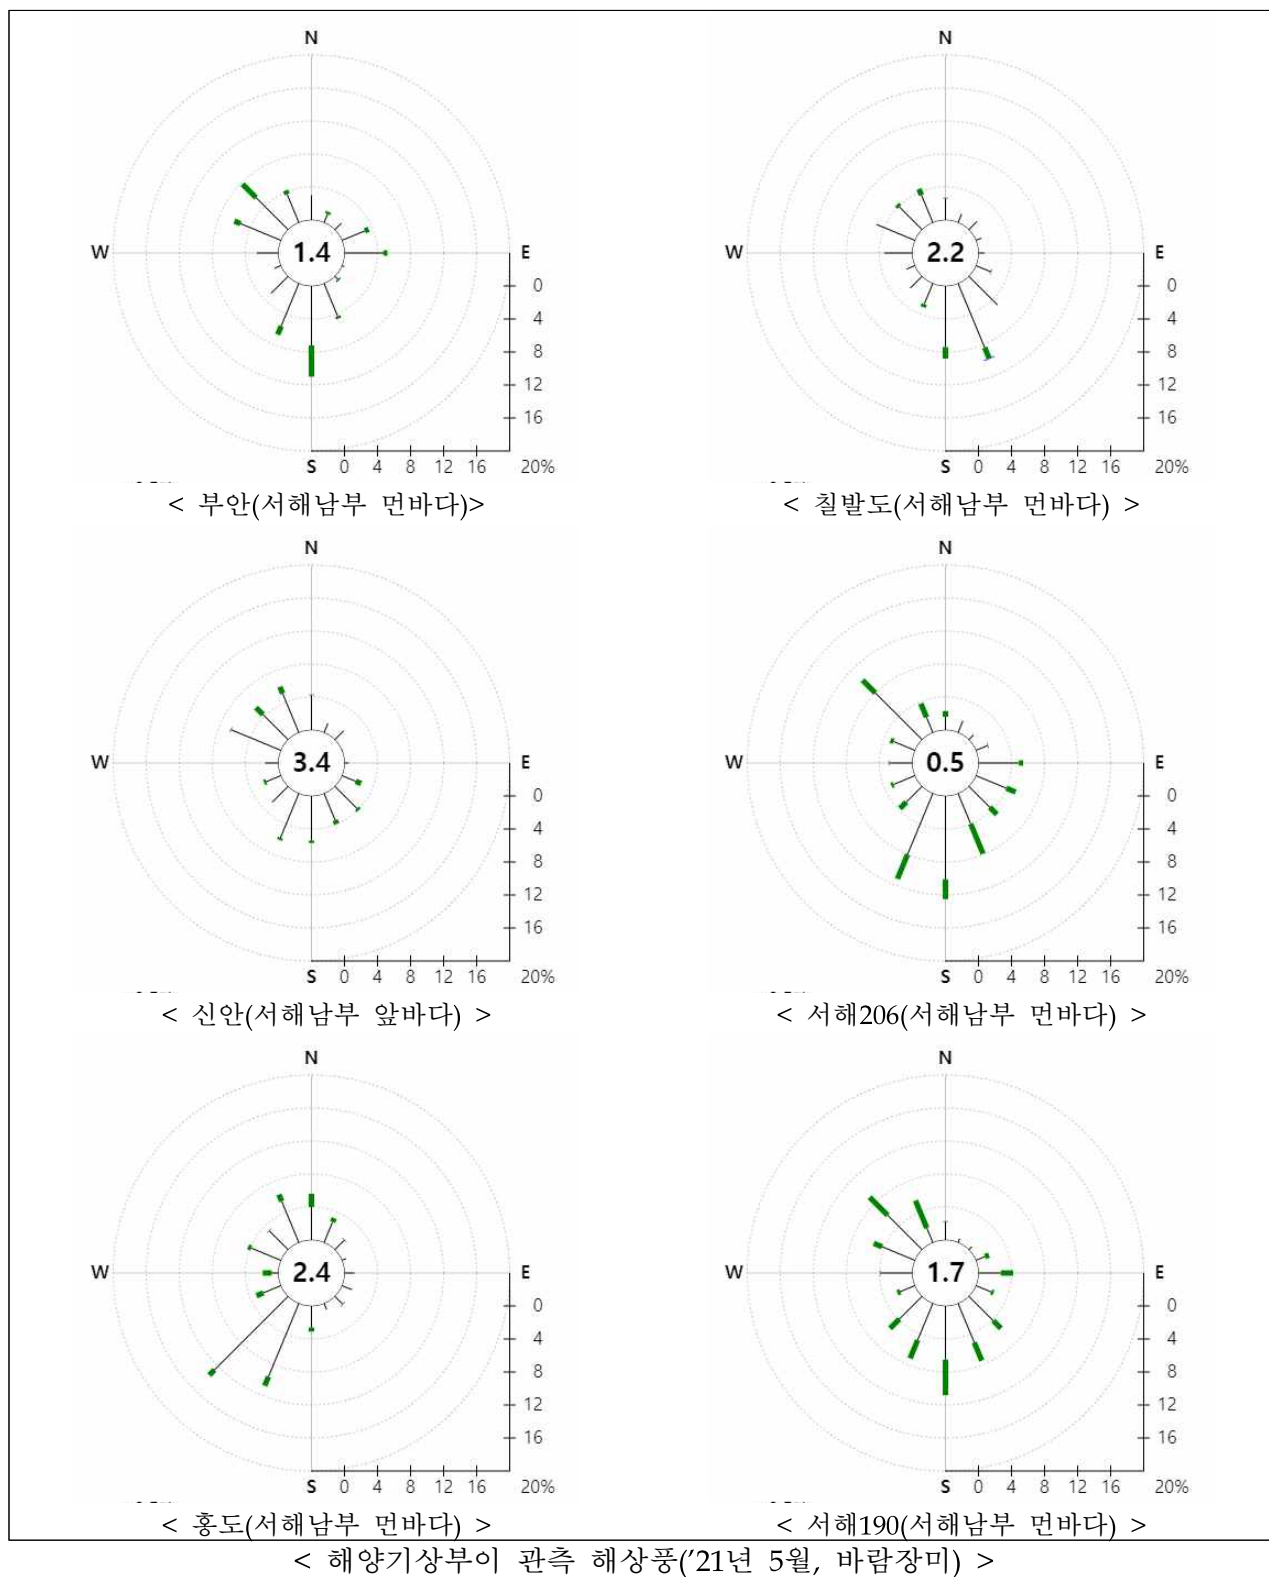 N
N
W
1.4
E
W
2.2
E
0
0
4
4
8
8
12
12
16
16
S 0 4 8 12 16 20%
S 0 4 8 12 16 20%
< 부안(서해남부 먼바다)>
< 칠발도(서해남부 먼바다) >
N
N
W
3.4
E
W
0.5
E
0
0
4
4
8
8
12
12
16
16
S 0 4 8 12 16 20%
S 0 4 8 12 16 20%
< 신안(서해남부 앞바다) >
< 서해206(서해남부 먼바다) >
N
N
W
2.4
E
W
1.7
E
0
0
4
4
8
8
12
12
16
16
S 0 4 8 12 16 20%
S 0 4 8 12 16 20%
< 홍도(서해남부 먼바다) >
< 서해190(서해남부 먼바다) >
< 해양기상부이 관측 해상풍('21년 5월, 바람장미) >